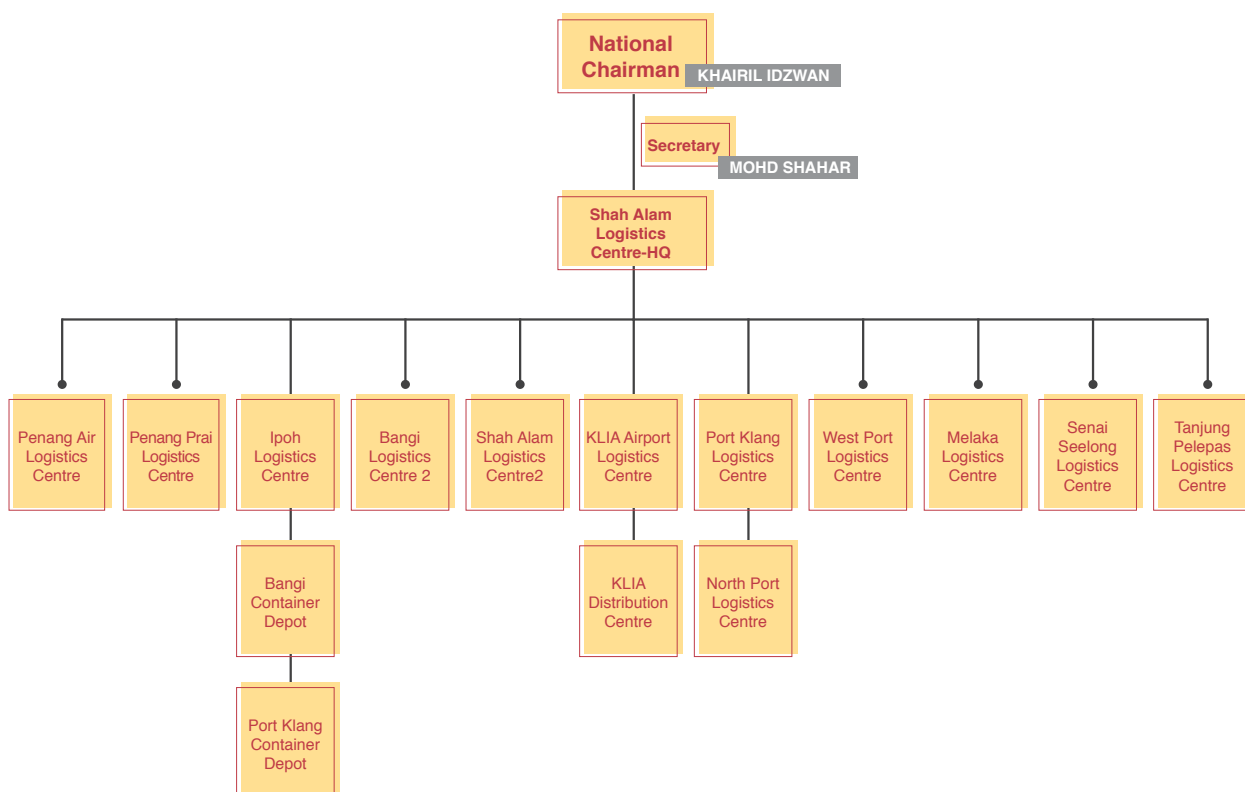 National
Chairman
KHAIRIL IDZWAN
Secretary
MOHD SHAHAR
Shah Alam
Logistics
Centre-HQ
Penang Air
Logistics
Centre
Penang Prai
Logistics
Centre
Ipoh
Logistics
Centre
Bangi
Logistics
Centre 2
Shah Alam
Logistics
Centre2
KLIA Airport
Logistics
Centre
Port Klang
Logistics
Centre
West Port
Logistics
Centre
Melaka
Logistics
Centre
Senai
Seelong
Logistics
Centre
Tanjung
Pelepas
Logistics
Centre
Bangi
Container
Depot
KLIA
Distribution
Centre
North Port
Logistics
Centre
Port Klang
Container
Depot